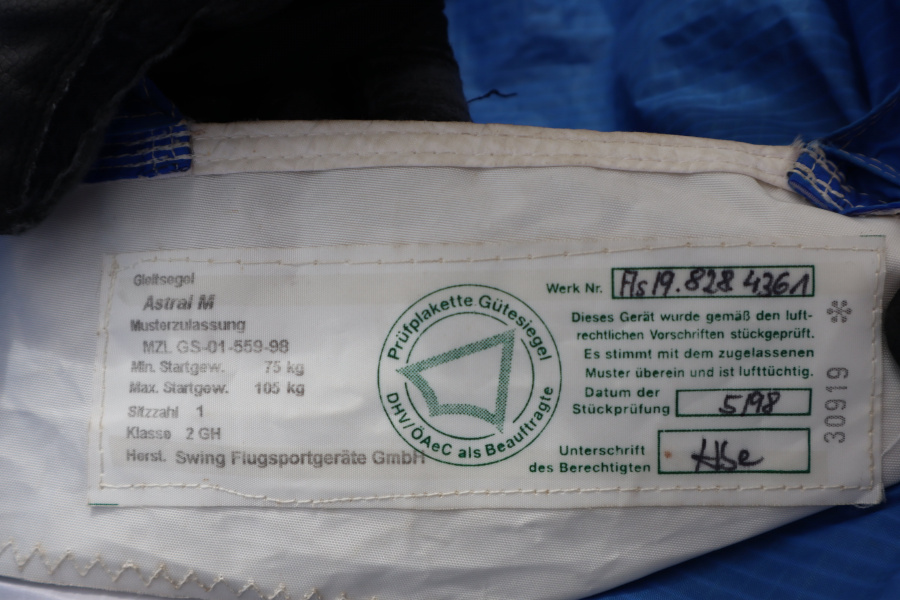 Gleitsegel
Astral M
Musterzulassung
MZL GS-01-559-98
Min. Startgew. 75 kg
Max. Startgew. 105 kg
Sitzzahl 1
Klasse 2 GH
Herst. Swing Flugsportgeräte GmbH
Prüfplakette Gütesiegel
DHV/ÖAeC als Beauftragte
Werk Nr. As19.828 4361
Dieses Gerät wurde gemäß den luft-
rechtlichen Vorschriften stückgeprüft.
Es stimmt mit dem zugelassenen
Muster überein und ist lufttüchtig.
Datum der
Stückprüfung 5/98
Unterschrift
des Berechtigten
30919